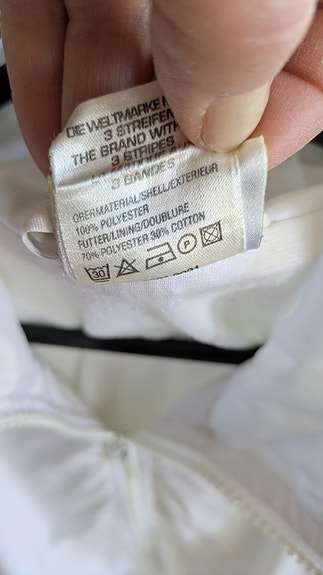 DIE WELTMARKE
3 STREIFEN
THE BRAND WITH
3 STRIPES
3 BANDES
OBERMATERIAL/SHELL/EXTERIEUR
100% POLYESTER
FUTTER/LINING/DOUBLURE
70% POLYESTER 30% COTTON
30 P